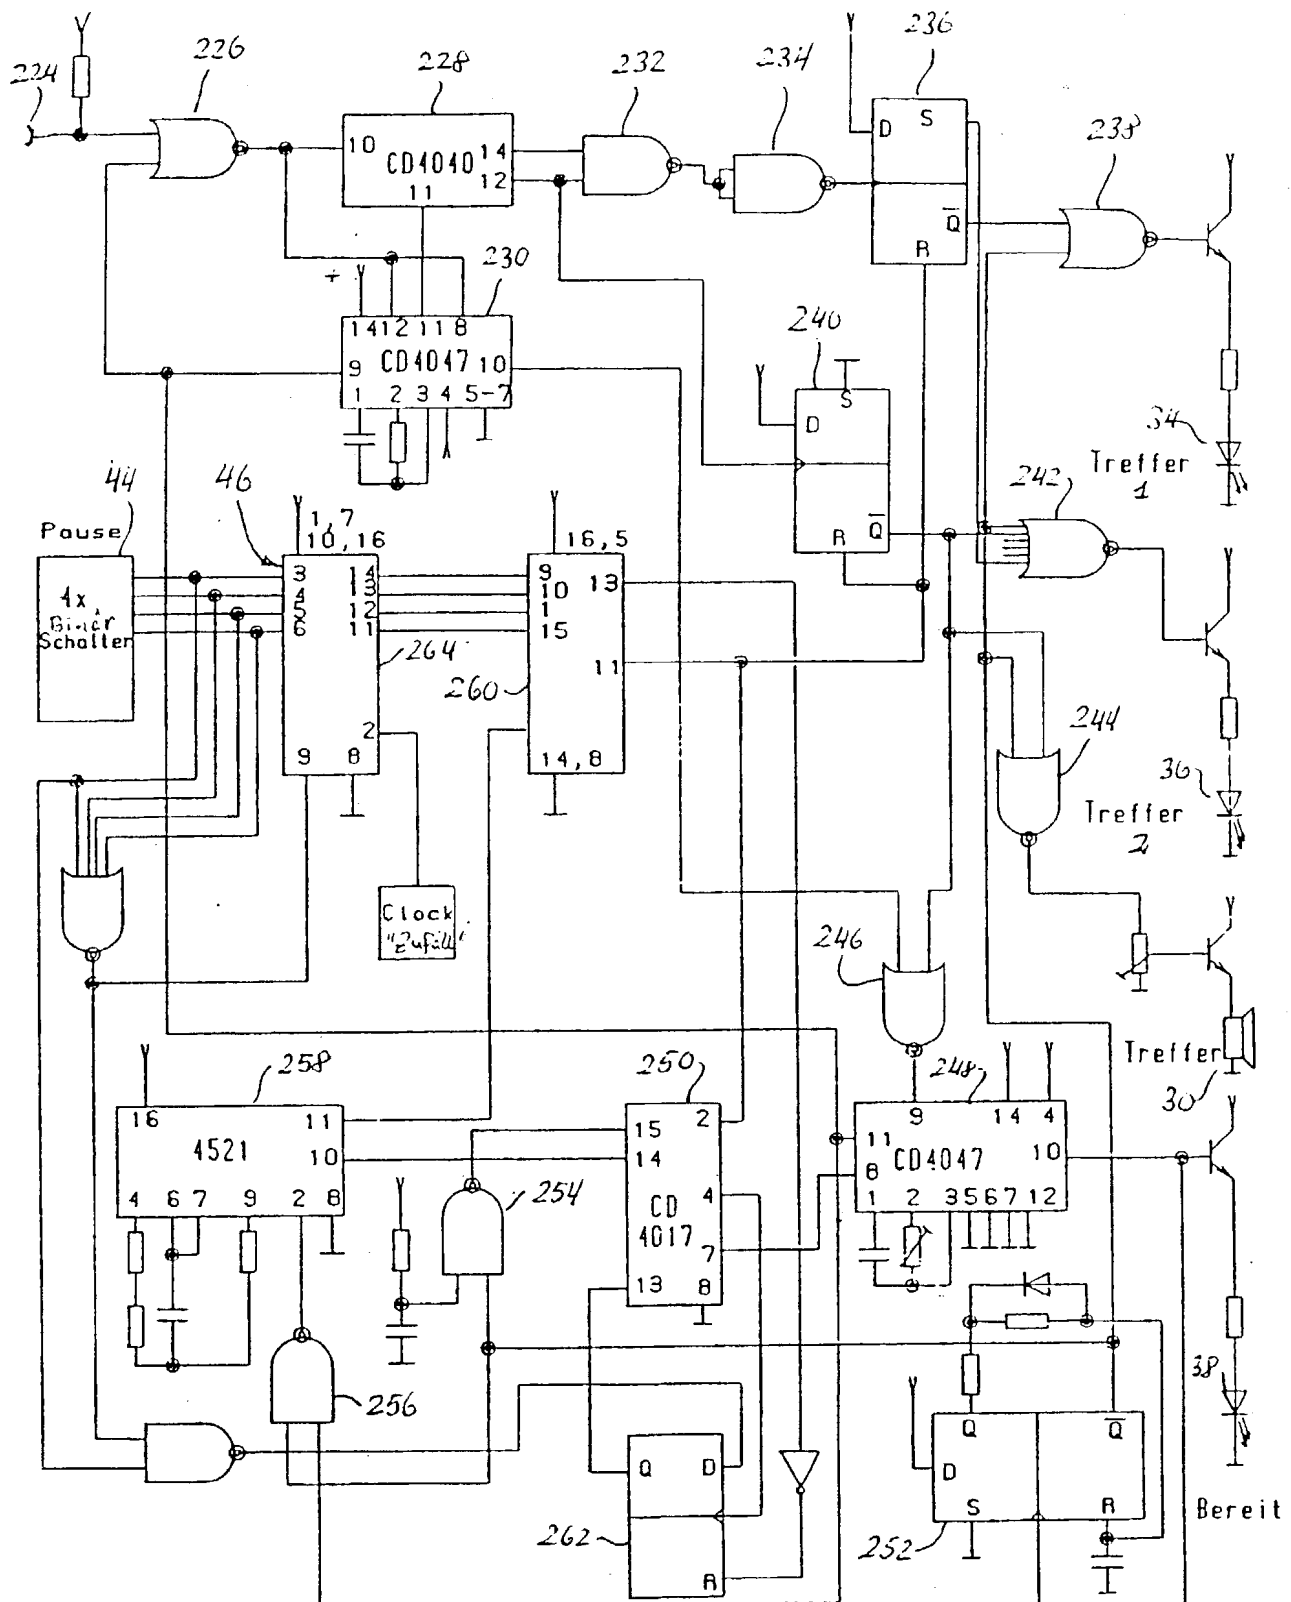 224
226
228
232
234
236
238
10
CD4040
14
12
11
D
S
Q
R
+
230
14 12 11 8
9
CD4047
10
1 2 3 4 5-7
240
S
D
R
Q
34
Treffer
1
242
44
Pause
4x
Binär
Schalter
46
1,7
10,16
3
4
5
6
14
13
12
11
264
2
9
8
16,5
9
10
1
15
13
11
260
14,8
Clock
"Zufall"
244
36
Treffer
2
246
Treffer
30
258
16
11
4521
10
4 6 7 9 2 8
254
256
250
2
15
14
4
CD
4017
7
13
8
248
9
14 4
11
8
CD4047
10
1 2 3 5 6 7 12
38
Q
D
262
R
Q
Q
D
S
R
252
Bereit